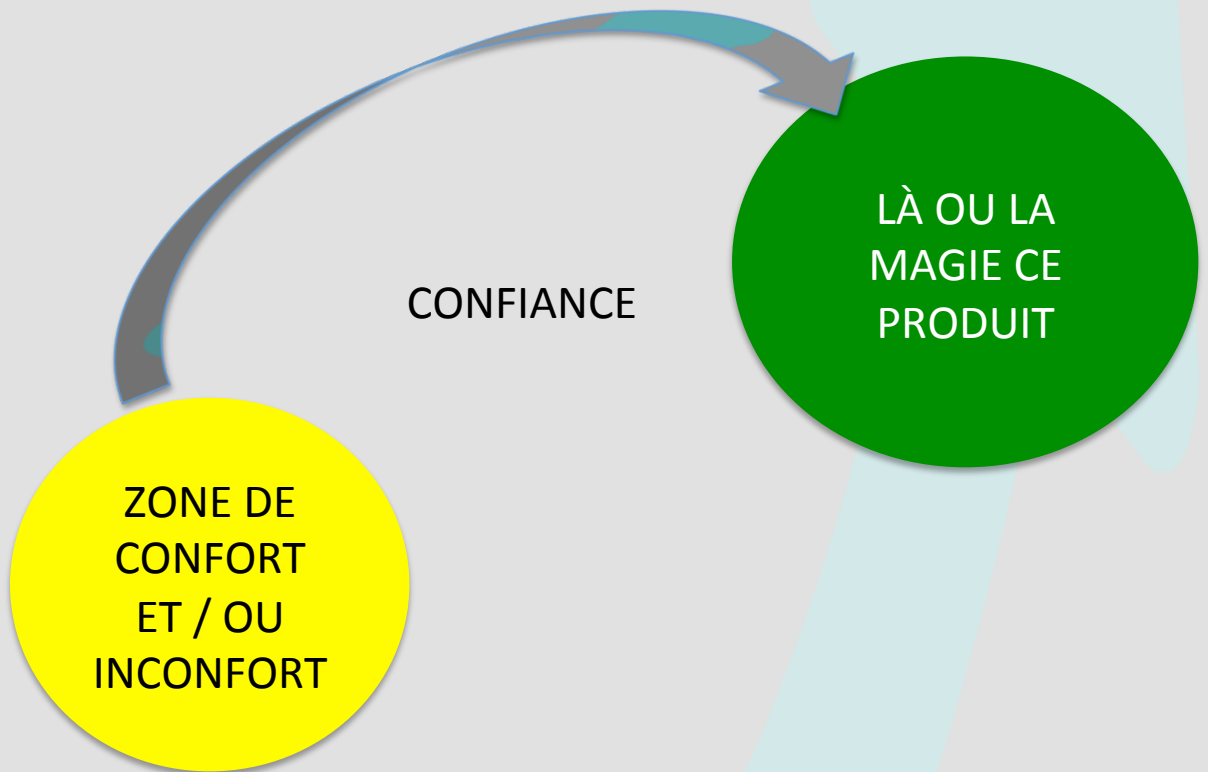 LÀ OU LA
MAGIE CE
PRODUIT
CONFIANCE
ZONE DE
CONFORT
ET / OU
INCONFORT